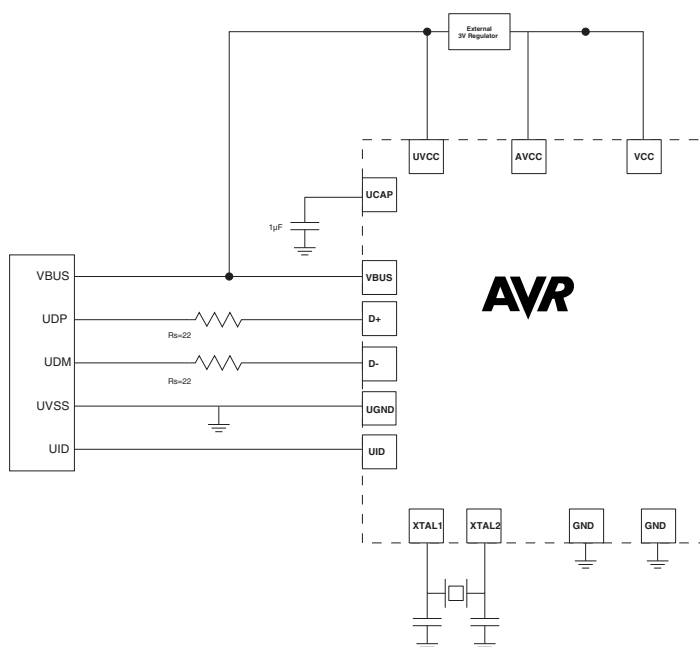 External
3V Regulator
UVCC
AVCC
VCC
UCAP
1µF
VBUS
VBUS
UDP
Rs=22
D+
UDM
Rs=22
D-
UVSS
UGND
UID
UID
AVR
XTAL1
XTAL2
GND
GND